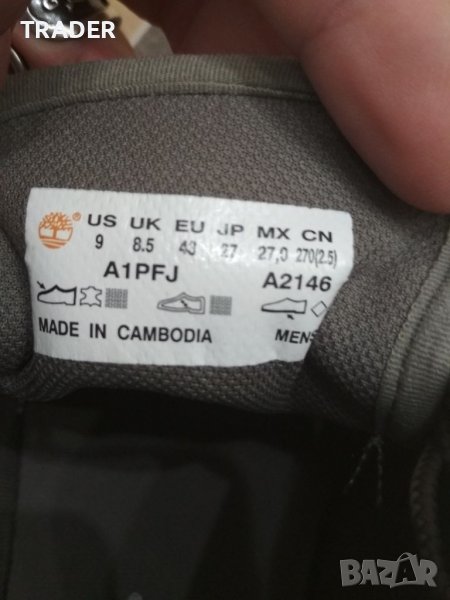 TRADER
US UK EU JP MX CN
9 8.5 43 27 27,0 270(2.5)
A1PFJ A2146
MADE IN CAMBODIA MENS
BAZAR